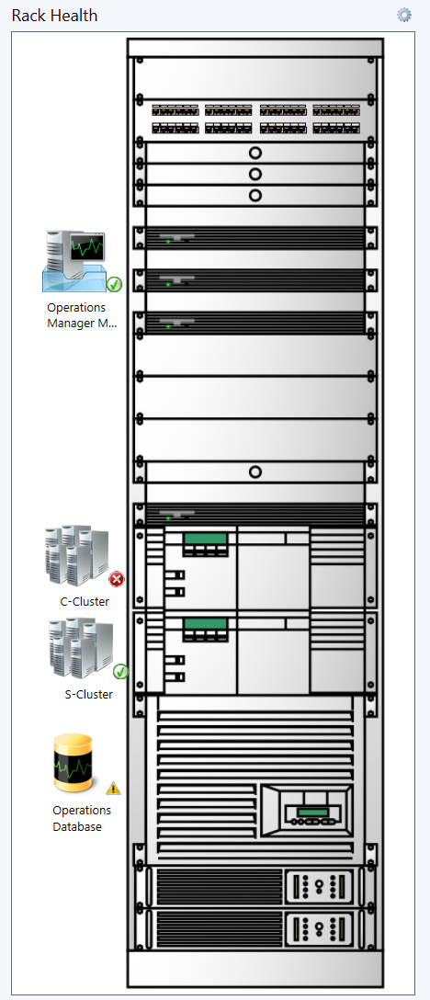 Rack Health
Operations
Manager M...
C-Cluster
S-Cluster
Operations
Database